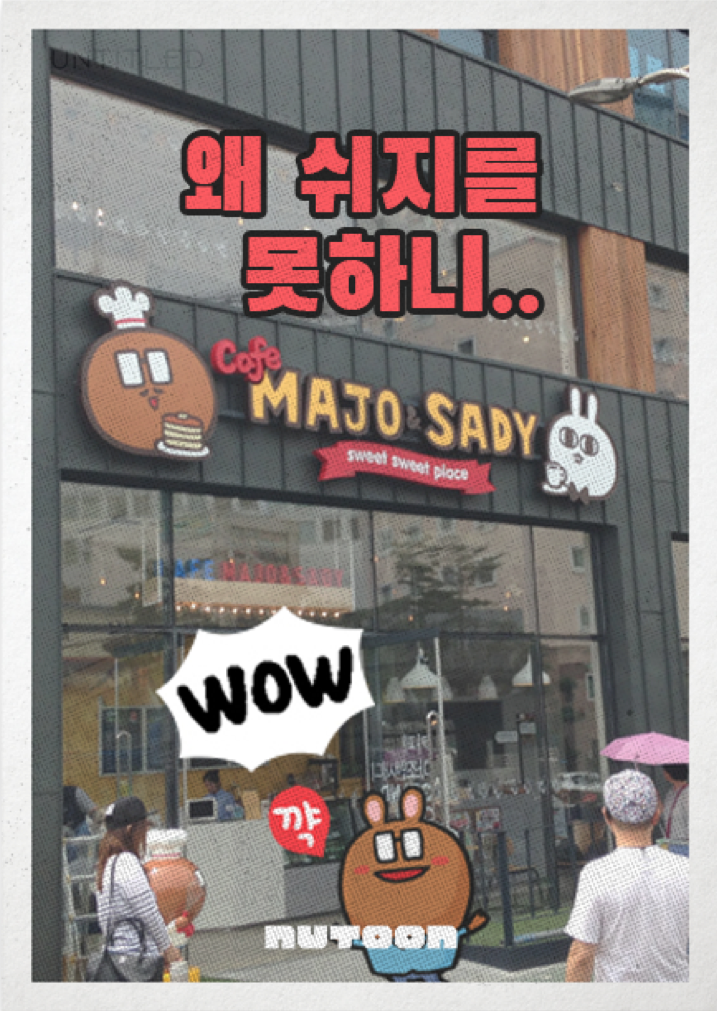 UNTITLED
왜 쉬지를
못하니..
Cafe
MAJO & SADY
sweet sweet place
CAFE MAJO&SADY
WOW
꺅
NUTOON